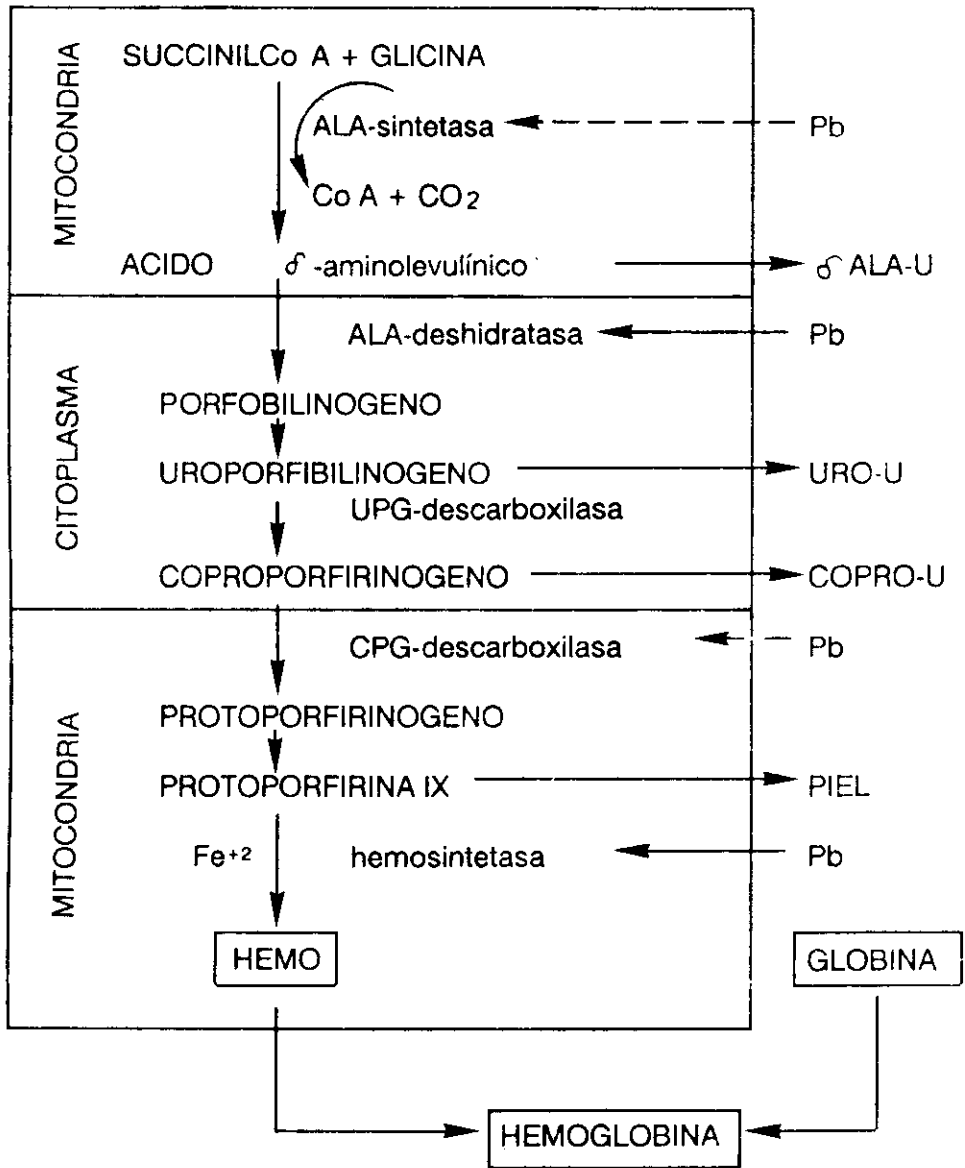 MITOCONDRIA
SUCCINILCo A + GLICINA
ALA-sintetasa
Pb
Co A + CO2
ACIDO δ -aminolevulínico
δ ALA-U
CITOPLASMA
ALA-deshidratasa
Pb
PORFOBILINOGENO
UROPORFIBILINOGENO
URO-U
UPG-descarboxilasa
COPROPORFIRINOGENO
COPRO-U
MITOCONDRIA
CPG-descarboxilasa
Pb
PROTOPORFIRINOGENO
PROTOPORFIRINA IX
PIEL
Fe+2
hemosintetasa
Pb
HEMO
GLOBINA
HEMOGLOBINA